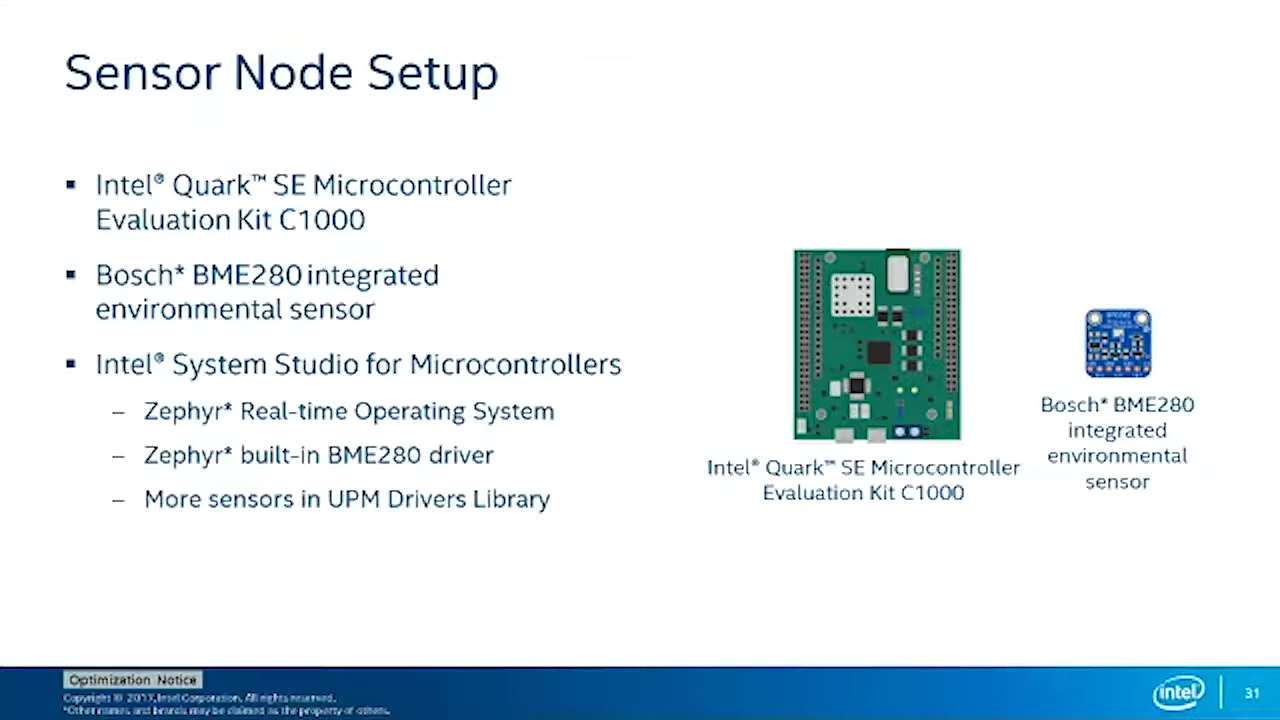 Sensor Node Setup
▪ Intel® Quark™ SE Microcontroller
Evaluation Kit C1000
▪ Bosch* BME280 integrated
environmental sensor
▪ Intel® System Studio for Microcontrollers
– Zephyr* Real-time Operating System
– Zephyr* built-in BME280 driver
– More sensors in UPM Drivers Library
Intel® Quark™ SE Microcontroller
Evaluation Kit C1000
Bosch* BME280
integrated
environmental
sensor
Optimization Notice
Copyright © 2017, Intel Corporation. All rights reserved.
*Other names and brands may be claimed as the property of others.
intel
31